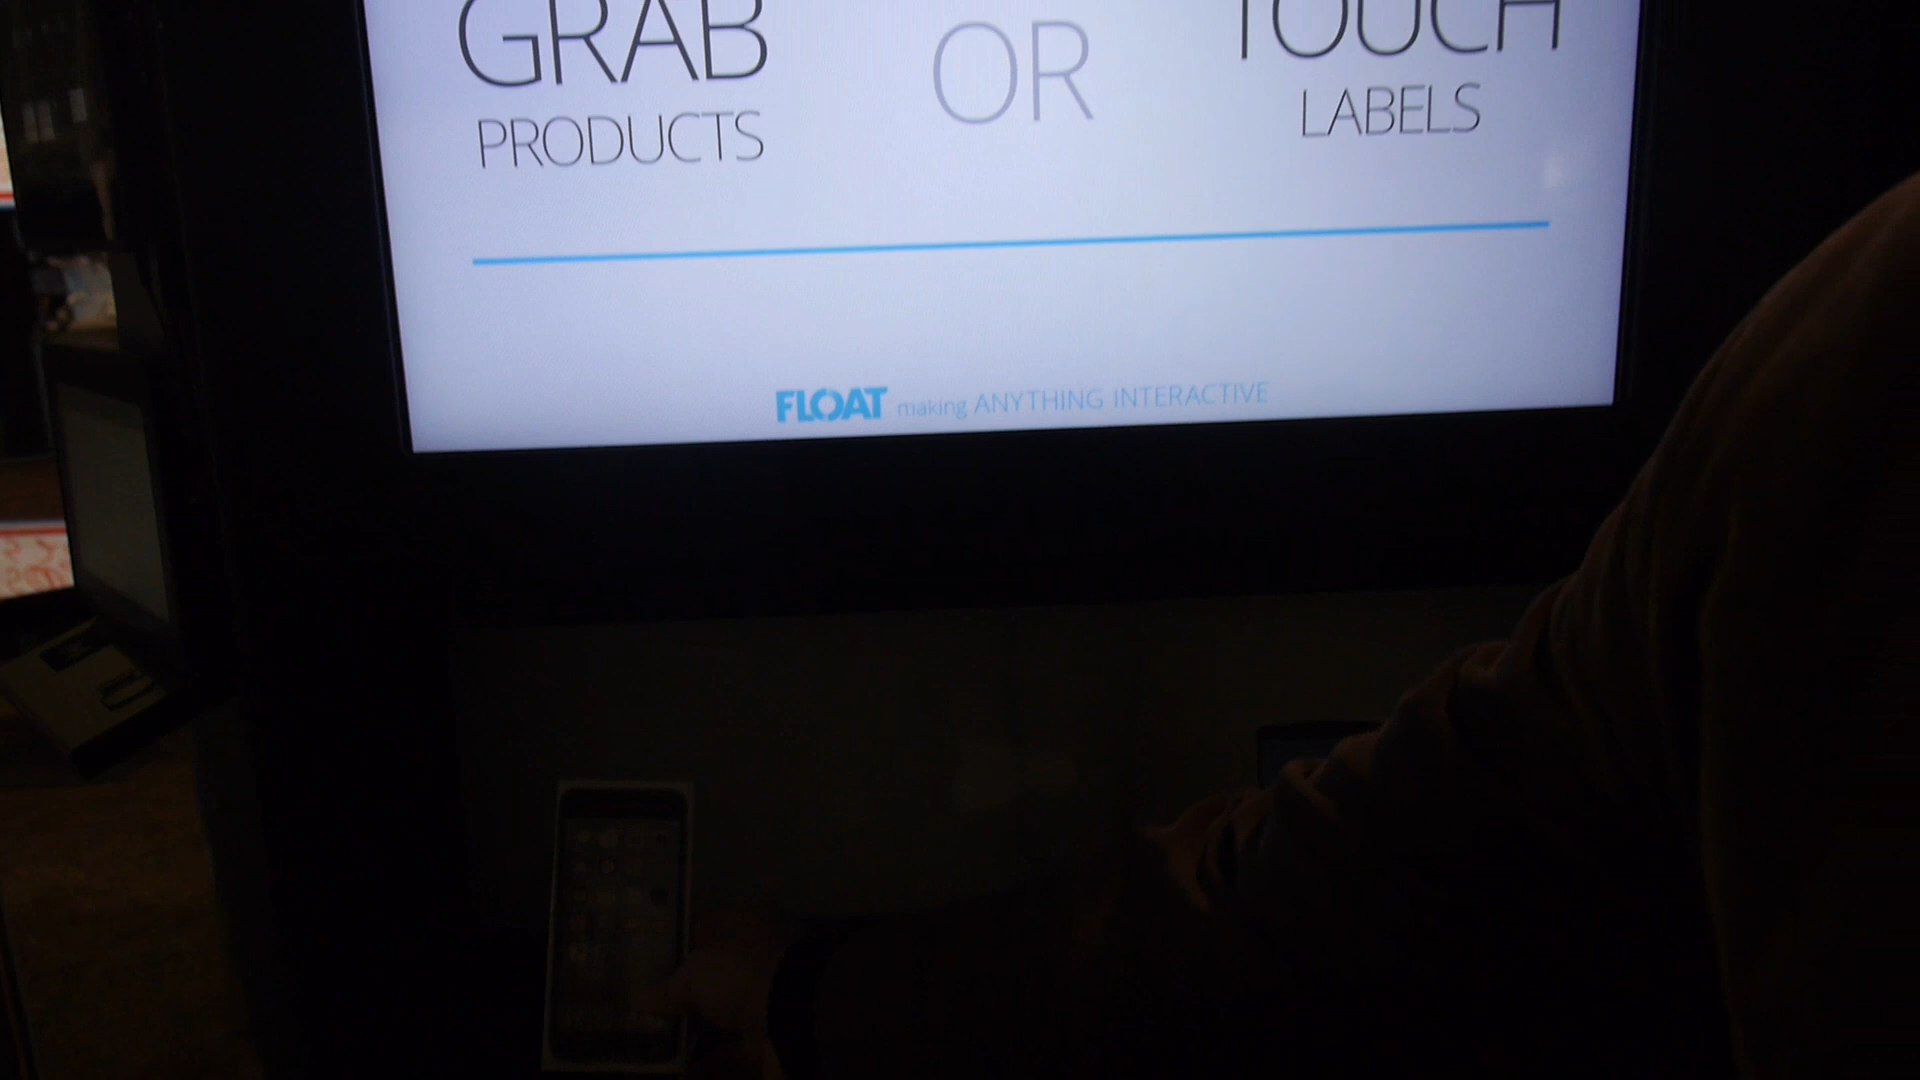 GRAB
PRODUCTS
OR
TOUCH
LABELS
FLOAT making ANYTHING INTERACTIVE